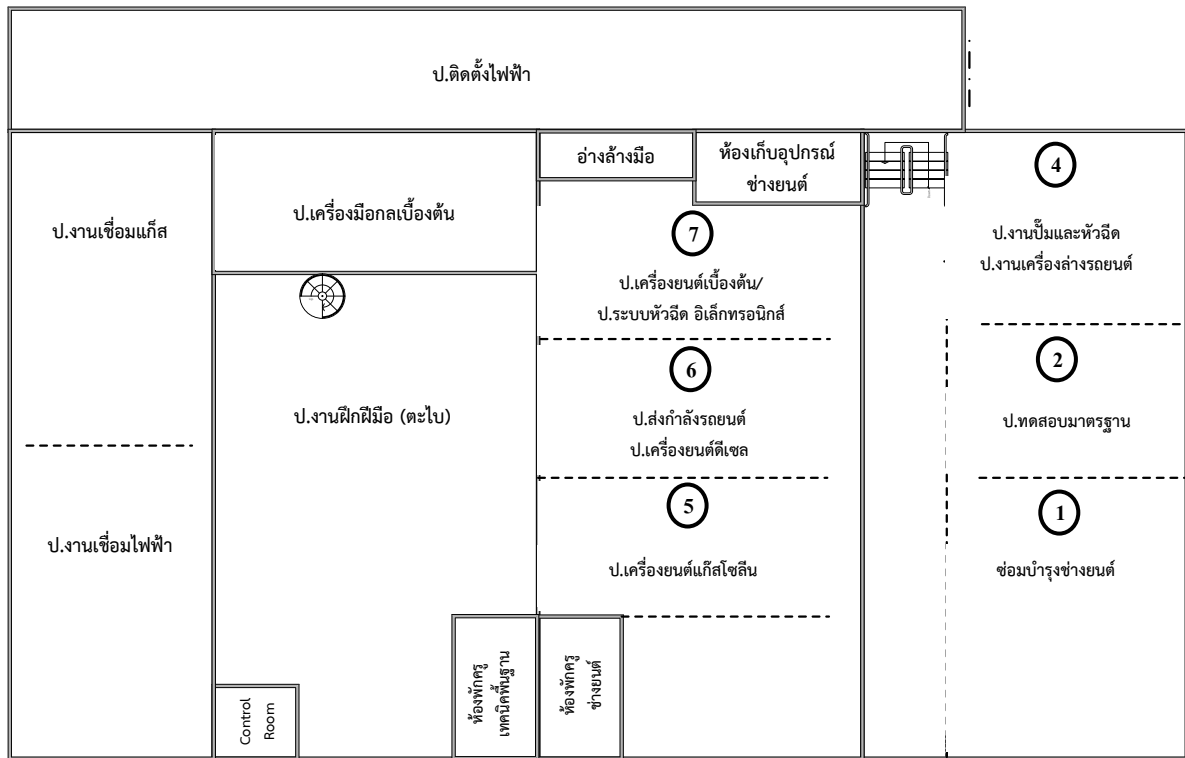 ป.ติดตั้งไฟฟ้า
ป.งานเชื่อมแก๊ส
ป.งานเชื่อมไฟฟ้า
ป.เครื่องมือกลเบื้องต้น
ป.งานฝึกฝีมือ (ตะไบ)
Control
Room
ห้องพักครู
เทคนิคพื้นฐาน
อ่างล้างมือ
ห้องเก็บอุปกรณ์
ช่างยนต์
7
ป.เครื่องยนต์เบื้องต้น/
ป.ระบบหัวฉีด อิเล็กทรอนิกส์
6
ป.ส่งกำลังรถยนต์
ป.เครื่องยนต์ดีเซล
5
ป.เครื่องยนต์แก๊สโซลีน
ห้องพักครู
ช่างยนต์
4
ป.งานปั๊มและหัวฉีด
ป.งานเครื่องล่างรถยนต์
2
ป.ทดสอบมาตรฐาน
1
ซ่อมบำรุงช่างยนต์